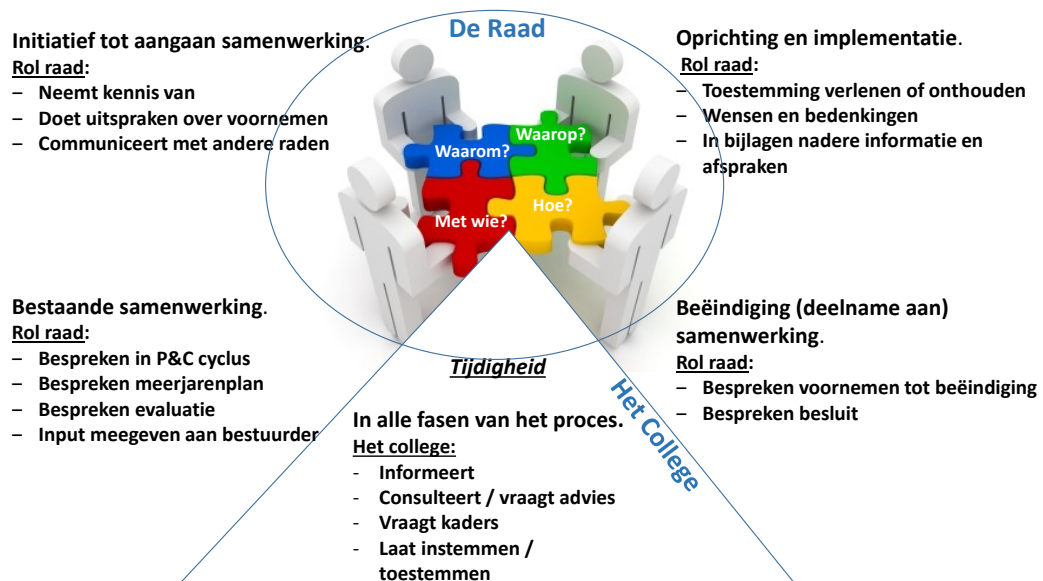 De Raad
Initiatief tot aangaan samenwerking.
Rol raad:
– Neemt kennis van
– Doet uitspraken over voornemen
– Communiceert met andere raden
Oprichting en implementatie.
Rol raad:
– Toestemming verlenen of onthouden
– Wensen en bedenkingen
– In bijlagen nadere informatie en
afspraken
Waarom?
Waarop?
Met wie?
Hoe?
Bestaande samenwerking.
Rol raad:
– Bespreken in P&C cyclus
– Bespreken meerjarenplan
– Bespreken evaluatie
– Input meegeven aan bestuurder
Beëindiging (deelname aan)
samenwerking.
Rol raad:
– Bespreken voornemen tot beëindiging
– Bespreken besluit
Tijdigheid
In alle fasen van het proces.
Het college:
- Informeert
- Consulteert / vraagt advies
- Vraagt kaders
- Laat instemmen /
toestemmen
Het College